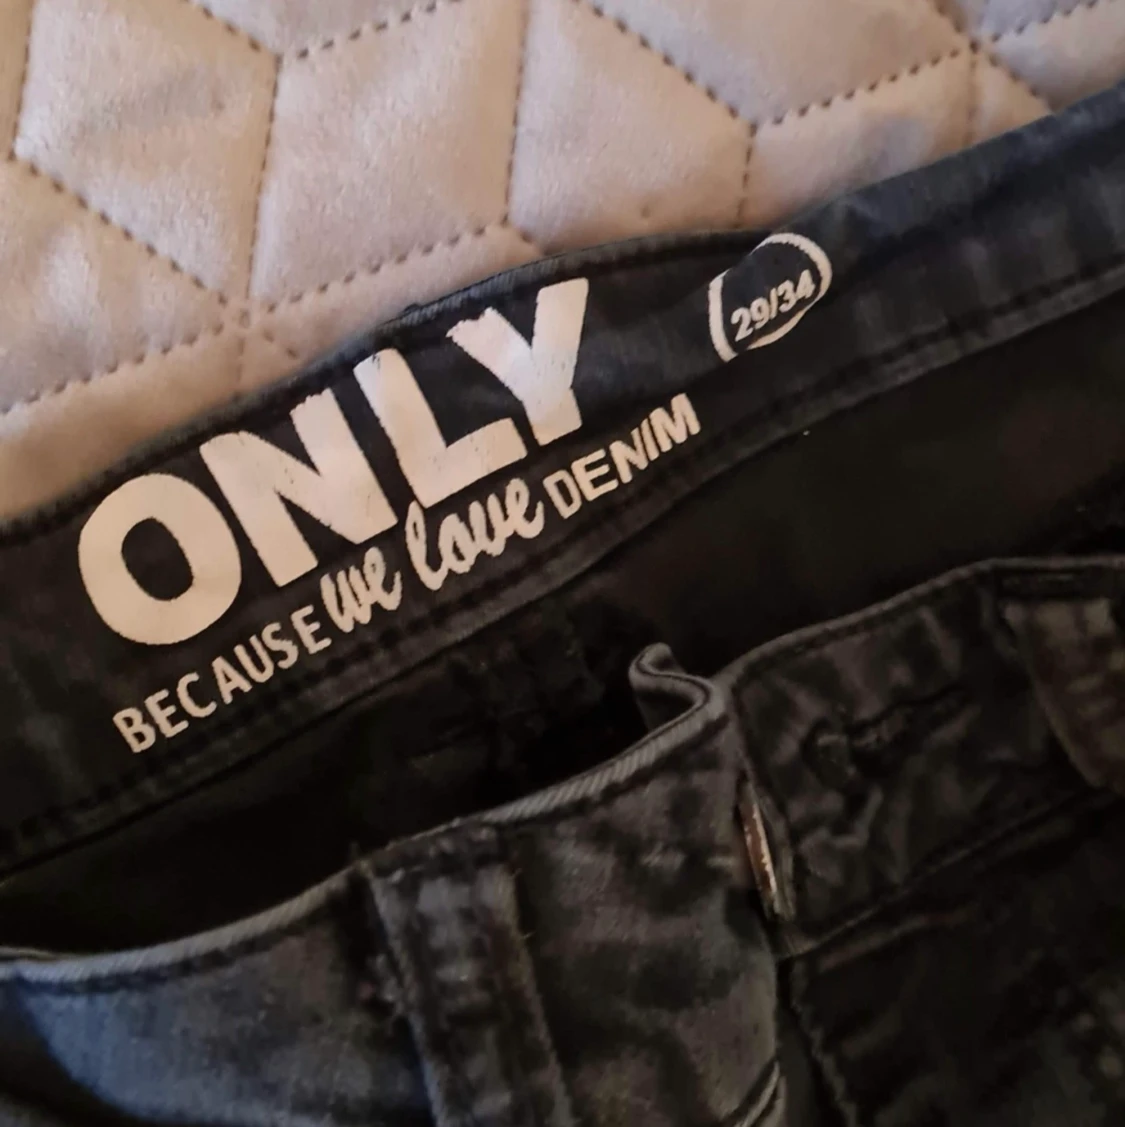 ONLY
BECAUSE we love DENIM
29/34